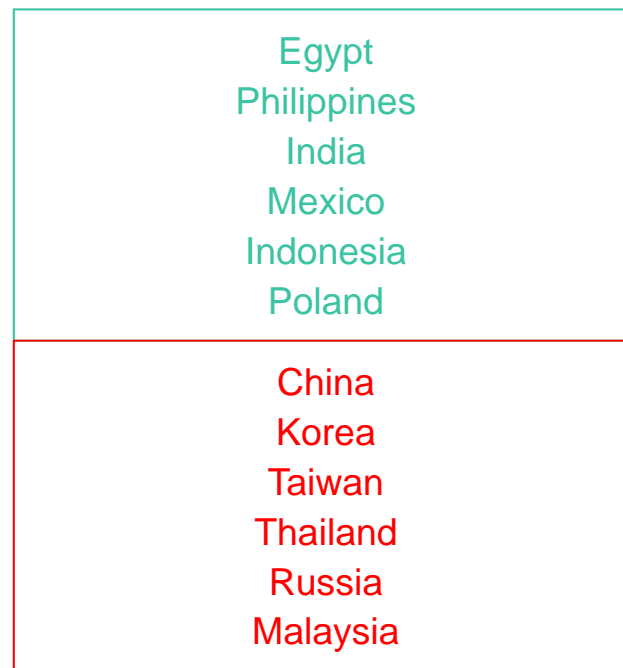 Egypt
Philippines
India
Mexico
Indonesia
Poland
China
Korea
Taiwan
Thailand
Russia
Malaysia